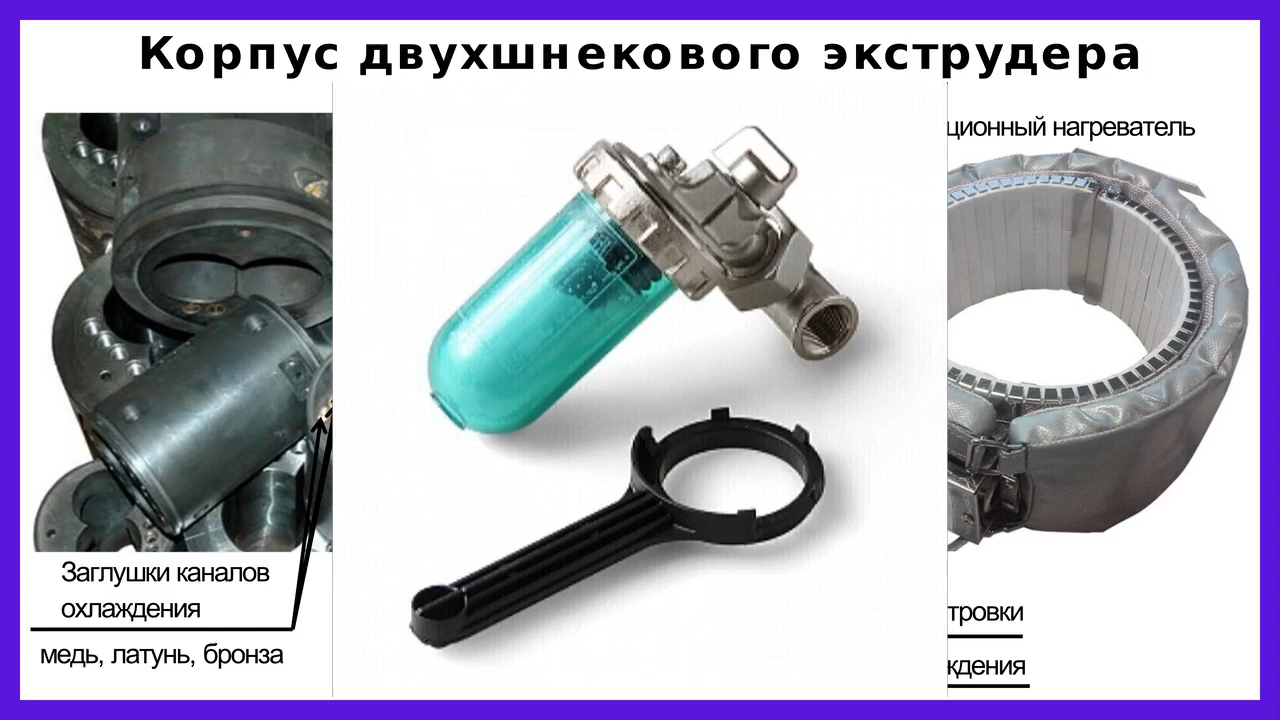 Корпус двухшнекового экструдера
ционный нагреватель
Заглушки каналов
охлаждения
медь, латунь, бронза
тровки
ждения